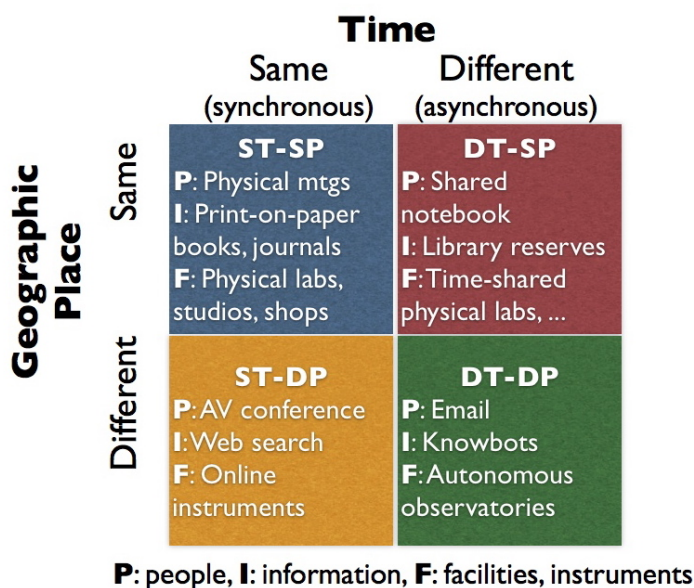 Time
Same
Different
(synchronous)
(asynchronous)
Geographic
Place
Same
Different
ST-SP
P: Physical mtgs
I: Print-on-paper
books, journals
F: Physical labs,
studios, shops
DT-SP
P: Shared
notebook
I: Library reserves
F: Time-shared
physical labs, ...
ST-DP
P: AV conference
I: Web search
F: Online
instruments
DT-DP
P: Email
I: Knowbots
F: Autonomous
observatories
P: people, I: information, F: facilities, instruments